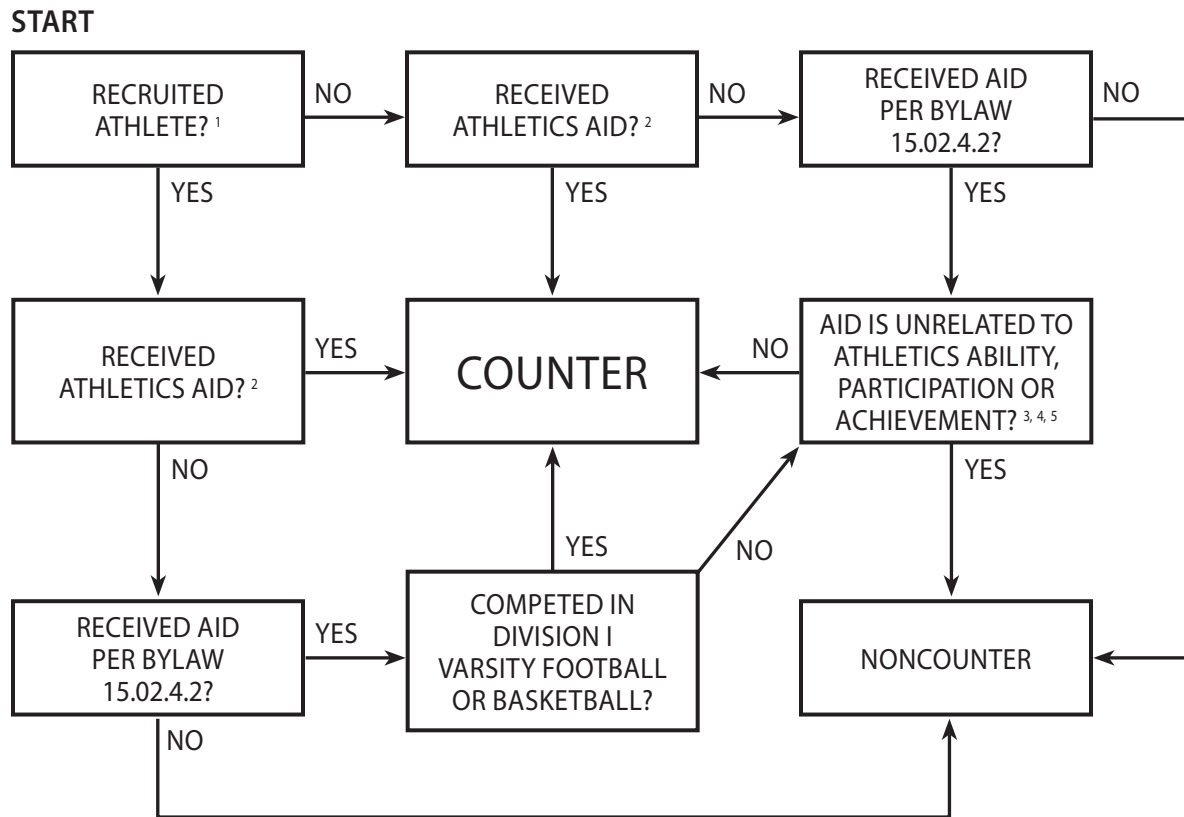 START
RECRUITED
ATHLETE? 1
NO
RECEIVED
ATHLETICS AID? 2
NO
RECEIVED AID
PER BYLAW
15.02.4.2?
NO
YES
YES
YES
RECEIVED
ATHLETICS AID? 2
YES
COUNTER
NO
AID IS UNRELATED TO
ATHLETICS ABILITY,
PARTICIPATION OR
ACHIEVEMENT? 3, 4, 5
NO
YES
NO
YES
RECEIVED AID
PER BYLAW
15.02.4.2?
YES
COMPETED IN
DIVISION I
VARSITY FOOTBALL
OR BASKETBALL?
NONCOUNTER
NO